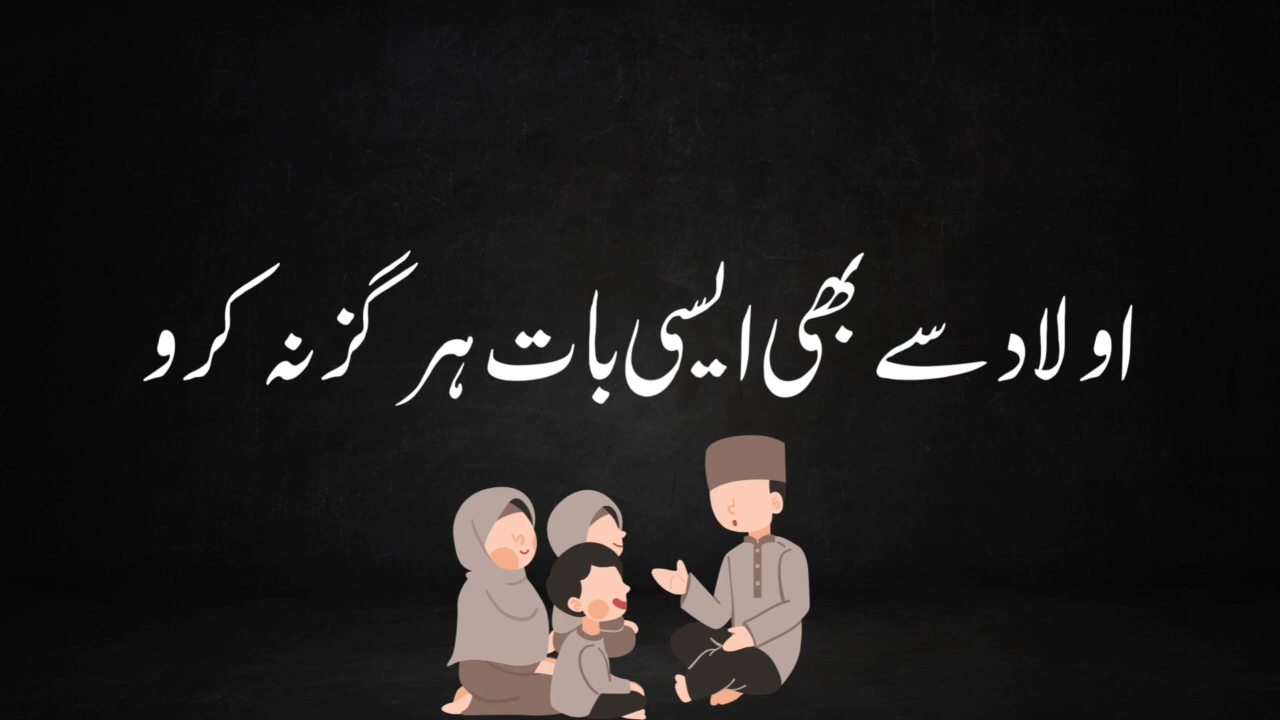 اولاد سے بھی ایسی بات ہرگز نہ کرو